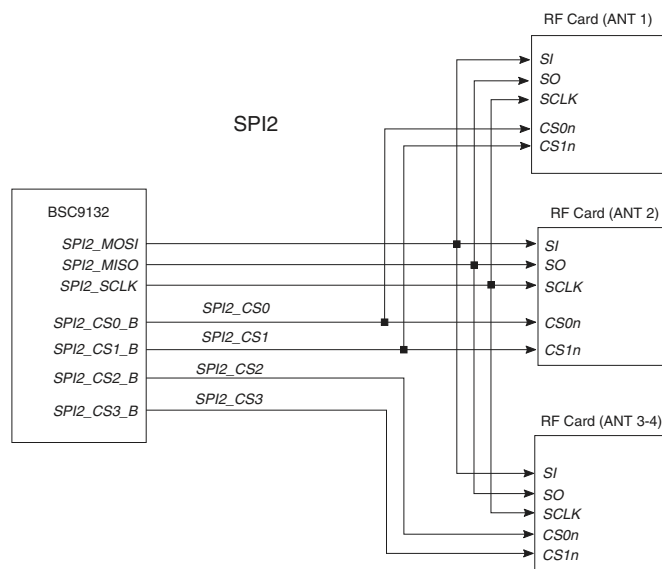 RF Card (ANT 1)
SI
SO
SCLK
CS0n
CS1n
SPI2
BSC9132
SPI2_MOSI
SPI2_MISO
SPI2_SCLK
SPI2_CS0_B
SPI2_CS1_B
SPI2_CS2_B
SPI2_CS3_B
SPI2_CS0
SPI2_CS1
SPI2_CS2
SPI2_CS3
RF Card (ANT 2)
SI
SO
SCLK
CS0n
CS1n
RF Card (ANT 3-4)
SI
SO
SCLK
CS0n
CS1n